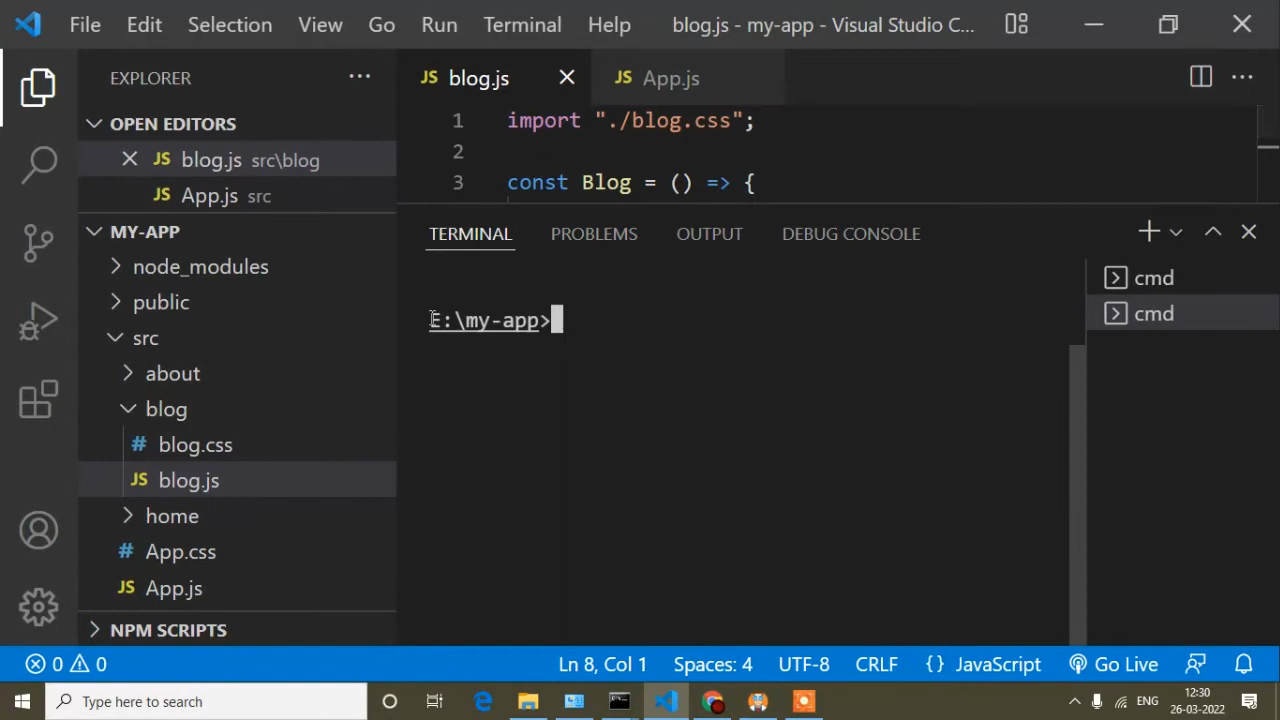 File Edit Selection View Go Run Terminal Help blog.js - my-app - Visual Studio C...
EXPLORER
OPEN EDITORS
JS blog.js src\blog
JS App.js src
MY-APP
node_modules
public
src
about
blog
# blog.css
JS blog.js
home
# App.css
JS App.js
NPM SCRIPTS
JS blog.js JS App.js
1 import "./blog.css";
2
3 const Blog = () => {
TERMINAL PROBLEMS OUTPUT DEBUG CONSOLE
E:\my-app>
cmd
cmd
0 0 Ln 8, Col 1 Spaces: 4 UTF-8 CRLF {} JavaScript Go Live
Type here to search ENG 12:30
26-03-2022